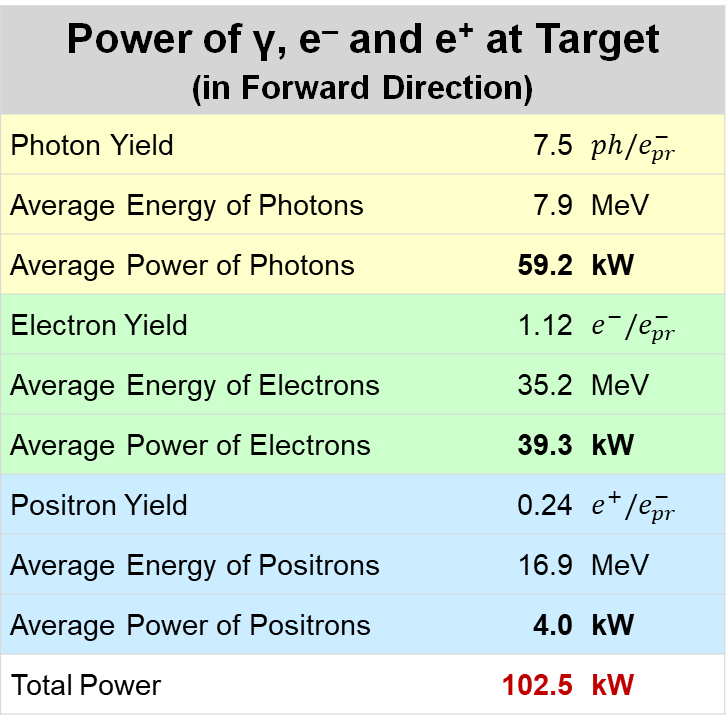 Power of γ, e⁻ and e⁺ at Target
(in Forward Direction)
Photon Yield 7.5 ph/e⁻pr
Average Energy of Photons 7.9 MeV
Average Power of Photons 59.2 kW
Electron Yield 1.12 e⁻/e⁻pr
Average Energy of Electrons 35.2 MeV
Average Power of Electrons 39.3 kW
Positron Yield 0.24 e⁺/e⁻pr
Average Energy of Positrons 16.9 MeV
Average Power of Positrons 4.0 kW
Total Power 102.5 kW